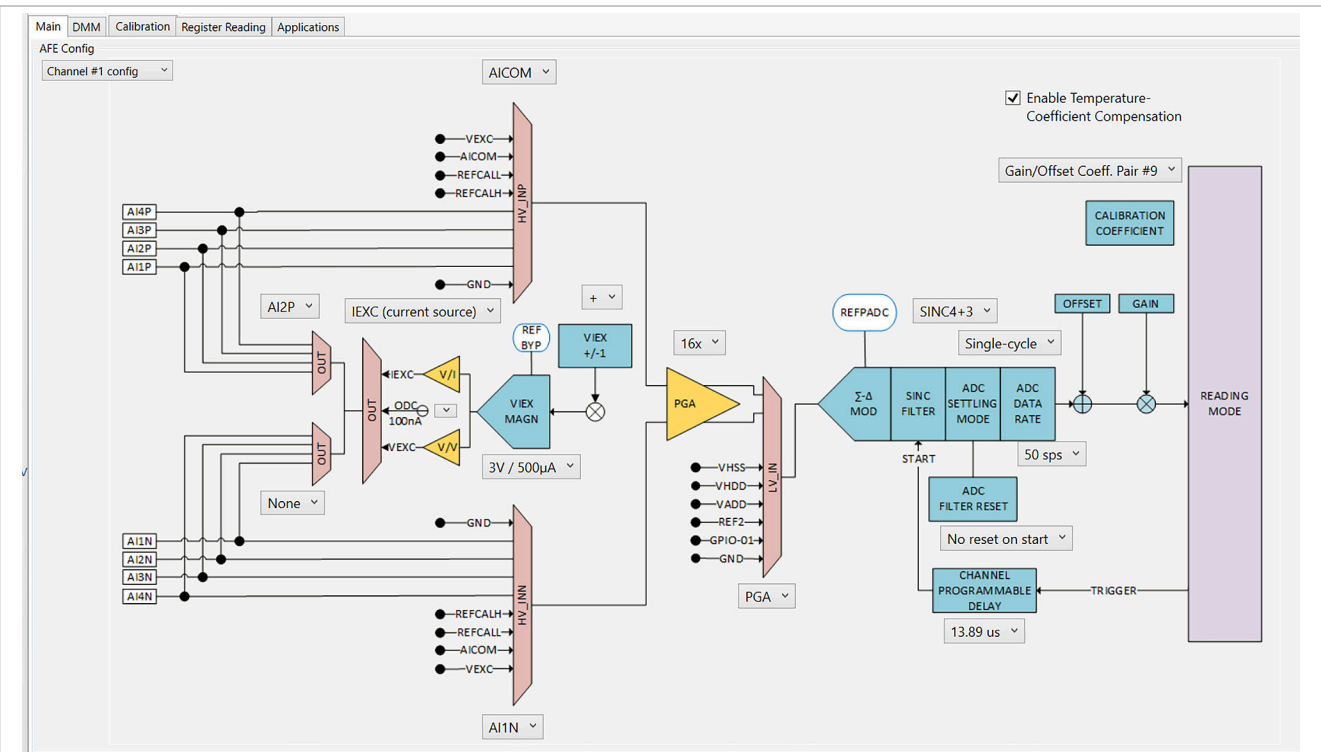 Main DMM Calibration Register Reading Applications
AFE Config
Channel #1 config
AICOM
Enable Temperature-
Coefficient Compensation
Gain/Offset Coeff. Pair #9
VEXC
AICOM
REFCALL
REFCALH
HV_INP
AI4P
AI3P
AI2P
AI1P
GND
CALIBRATION
COEFFICIENT
AI2P
IEXC (current source)
+
REF
BYP
VIEX
+/-1
16x
REFPADC
SINC4+3
OFFSET
GAIN
Single-cycle
OUT
OUT
OUT
IEXC
V/I
ODC
100nA
VEXC
V/V
VIEX
MAGN
3V / 500µA
PGA
Σ-Δ
MOD
SINC
FILTER
ADC
SETTLING
MODE
ADC
DATA
RATE
READING
MODE
50 sps
START
None
VHSS
VHDD
VADD
REF2
GPIO-01
GND
LV_IN
ADC
FILTER RESET
No reset on start
GND
AI1N
AI2N
AI3N
AI4N
HV_INN
REFCALH
REFCALL
AICOM
VEXC
PGA
CHANNEL
PROGRAMMABLE
DELAY
TRIGGER
13.89 us
AI1N